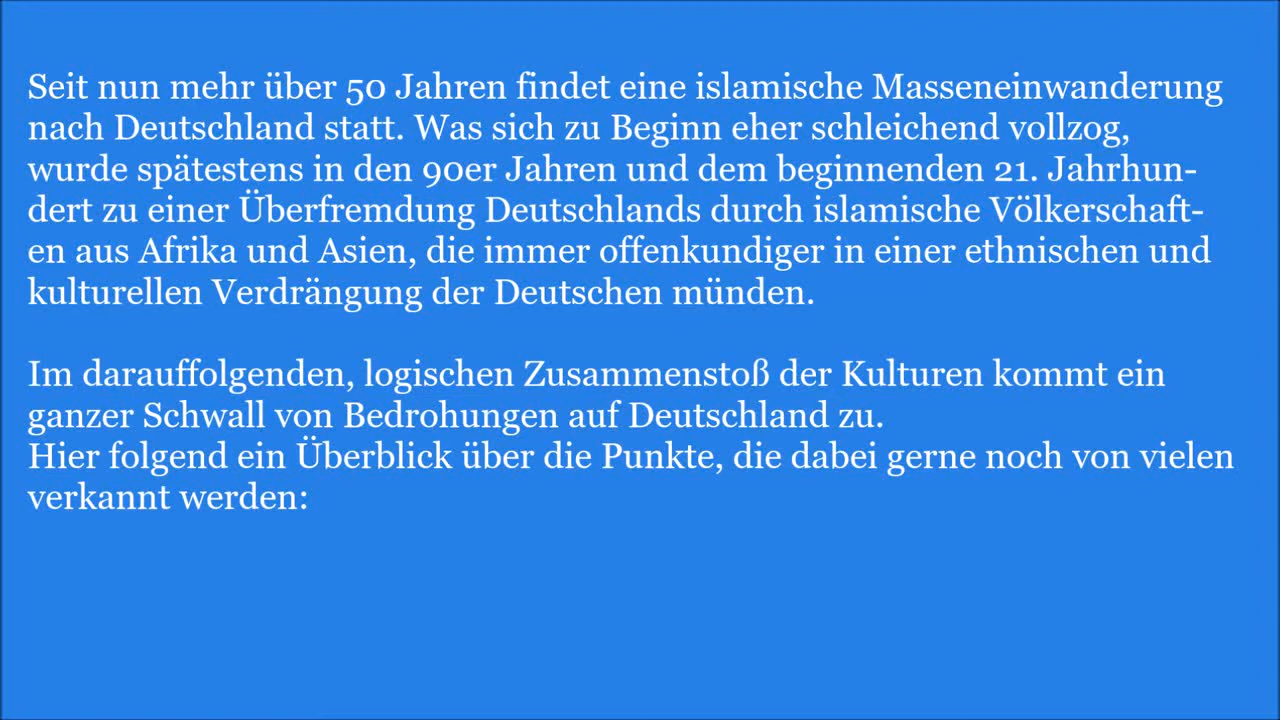 Seit nun mehr über 50 Jahren findet eine islamische Masseneinwanderung
nach Deutschland statt. Was sich zu Beginn eher schleichend vollzog,
wurde spätestens in den 90er Jahren und dem beginnenden 21. Jahrhun-
dert zu einer Überfremdung Deutschlands durch islamische Völkerschaft-
en aus Afrika und Asien, die immer offenkundiger in einer ethnischen und
kulturellen Verdrängung der Deutschen münden.
Im darauffolgenden, logischen Zusammenstoß der Kulturen kommt ein
ganzer Schwall von Bedrohungen auf Deutschland zu.
Hier folgend ein Überblick über die Punkte, die dabei gerne noch von vielen
verkannt werden: